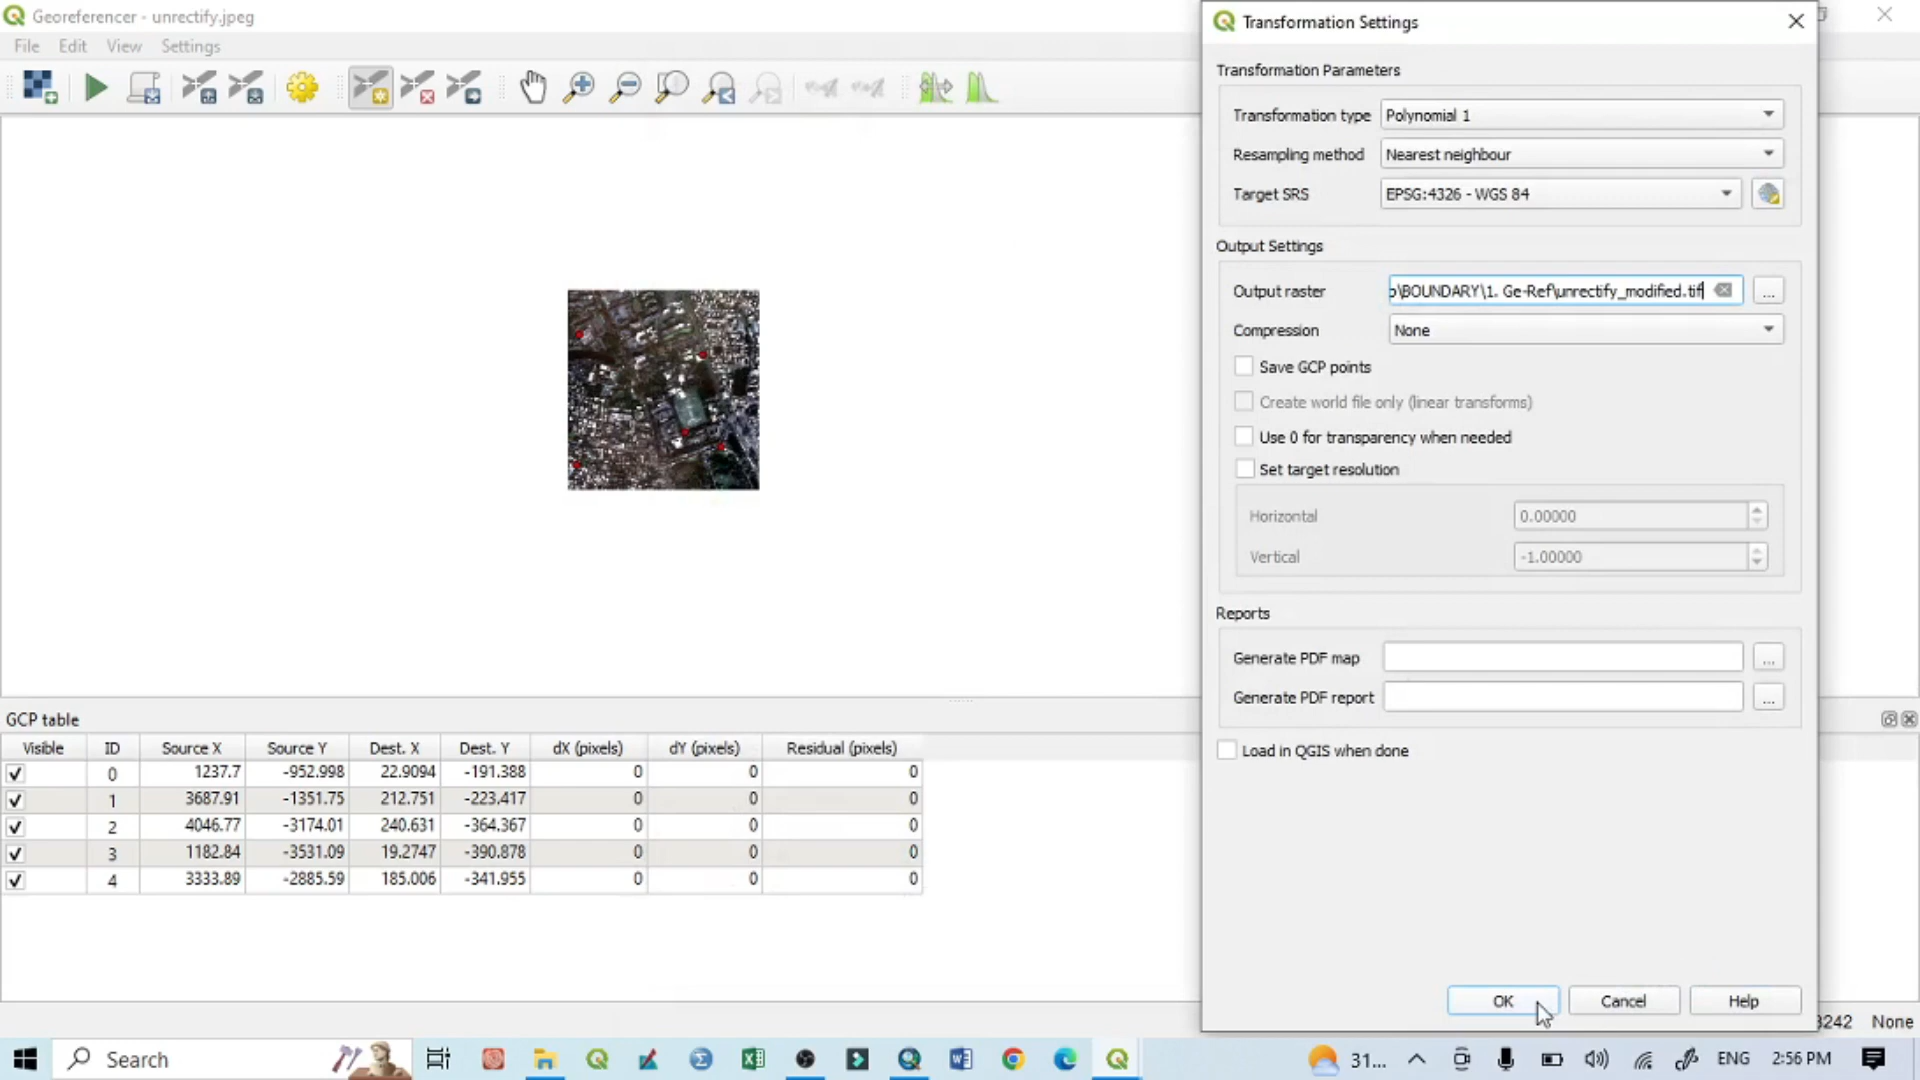 Georeferencer - unrectify.jpeg
File Edit View Settings
Transformation Settings
Transformation Parameters
Transformation type Polynomial 1
Resampling method Nearest neighbour
Target SRS EPSG:4326 - WGS 84
Output Settings
Output raster \BOUNDARY\1. Ge-Ref\unrectify_modified.tif ...
Compression None
Save GCP points
Create world file only (linear transforms)
Use 0 for transparency when needed
Set target resolution
Horizontal 0.00000
Vertical -1.00000
Reports
Generate PDF map ...
Generate PDF report ...
Load in QGIS when done
OK Cancel Help
GCP table
Visible ID Source X Source Y Dest. X Dest. Y dX (pixels) dY (pixels) Residual (pixels)
0 1237.7 -952.998 22.9094 -191.388 0 0 0
1 3687.91 -1351.75 212.751 -223.417 0 0 0
2 4046.77 -3174.01 240.631 -364.367 0 0 0
3 1182.84 -3531.09 19.2747 -390.878 0 0 0
4 3333.89 -2885.59 185.006 -341.955 0 0 0
3242 None
Search 31... ENG 2:56 PM